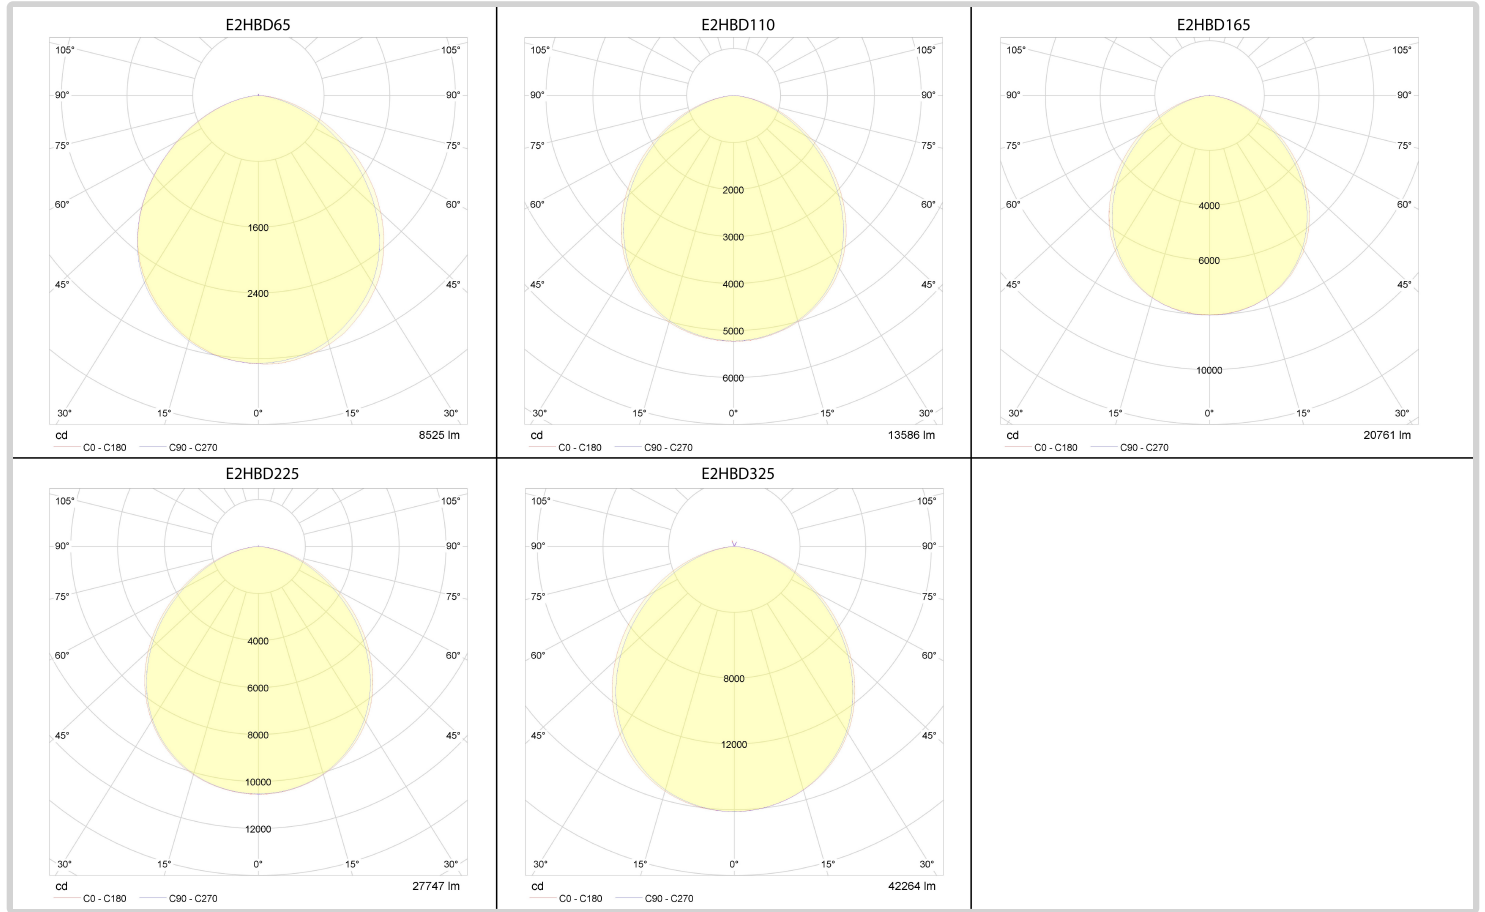 E2HBD65
105° 105°
90° 90°
75° 75°
60° 60°
1600
45° 45°
2400
30° 15° 0° 15° 30°
cd 8525 lm
C0 - C180 C90 - C270
E2HBD110
105° 105°
90° 90°
75° 75°
2000
60° 60°
3000
45° 4000 45°
5000
6000
30° 15° 0° 15° 30°
cd 13586 lm
C0 - C180 C90 - C270
E2HBD165
105° 105°
90° 90°
75° 75°
60° 4000 60°
6000
45° 45°
10000
30° 15° 0° 15° 30°
cd 20761 lm
C0 - C180 C90 - C270
E2HBD225
105° 105°
90° 90°
75° 75°
4000
60° 60°
6000
45° 8000 45°
10000
12000
30° 15° 0° 15° 30°
cd 27747 lm
C0 - C180 C90 - C270
E2HBD325
105° 105°
90° 90°
75° 75°
60° 60°
8000
45° 45°
12000
30° 15° 0° 15° 30°
cd 42264 lm
C0 - C180 C90 - C270